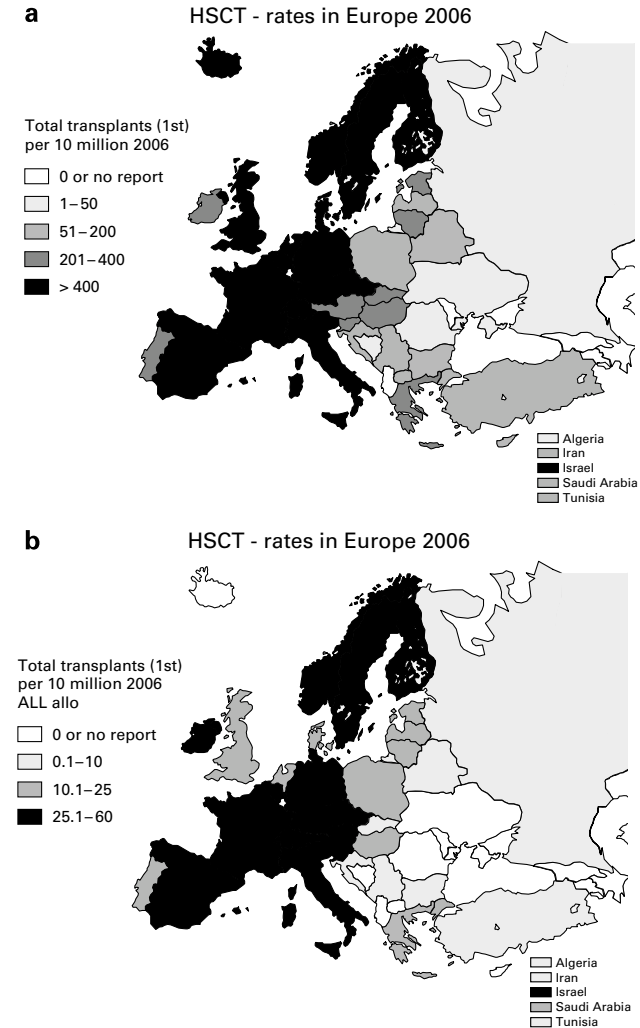 a
HSCT - rates in Europe 2006
Total transplants (1st)
per 10 million 2006
0 or no report
1–50
51–200
201–400
> 400
Algeria
Iran
Israel
Saudi Arabia
Tunisia
b
HSCT - rates in Europe 2006
Total transplants (1st)
per 10 million 2006
ALL allo
0 or no report
0.1–10
10.1–25
25.1–60
Algeria
Iran
Israel
Saudi Arabia
Tunisia